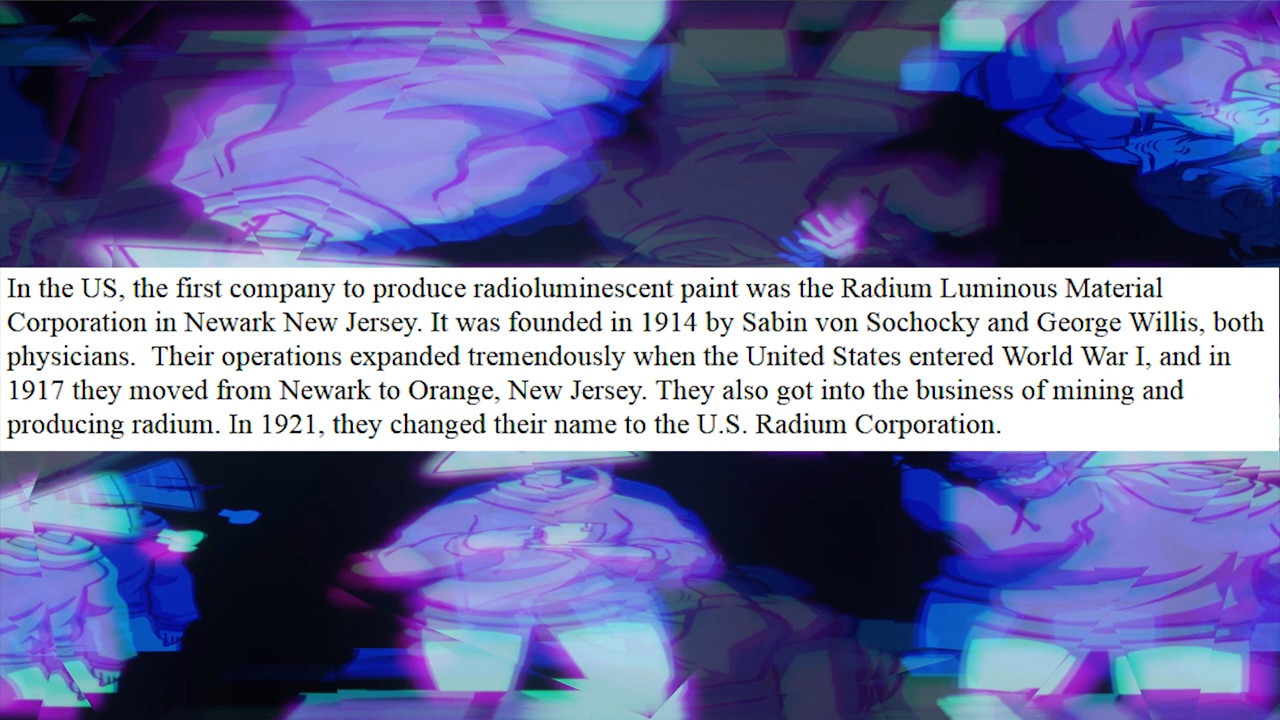 In the US, the first company to produce radioluminescent paint was the Radium Luminous Material
Corporation in Newark New Jersey. It was founded in 1914 by Sabin von Sochocky and George Willis, both
physicians.  Their operations expanded tremendously when the United States entered World War I, and in
1917 they moved from Newark to Orange, New Jersey. They also got into the business of mining and
producing radium. In 1921, they changed their name to the U.S. Radium Corporation.